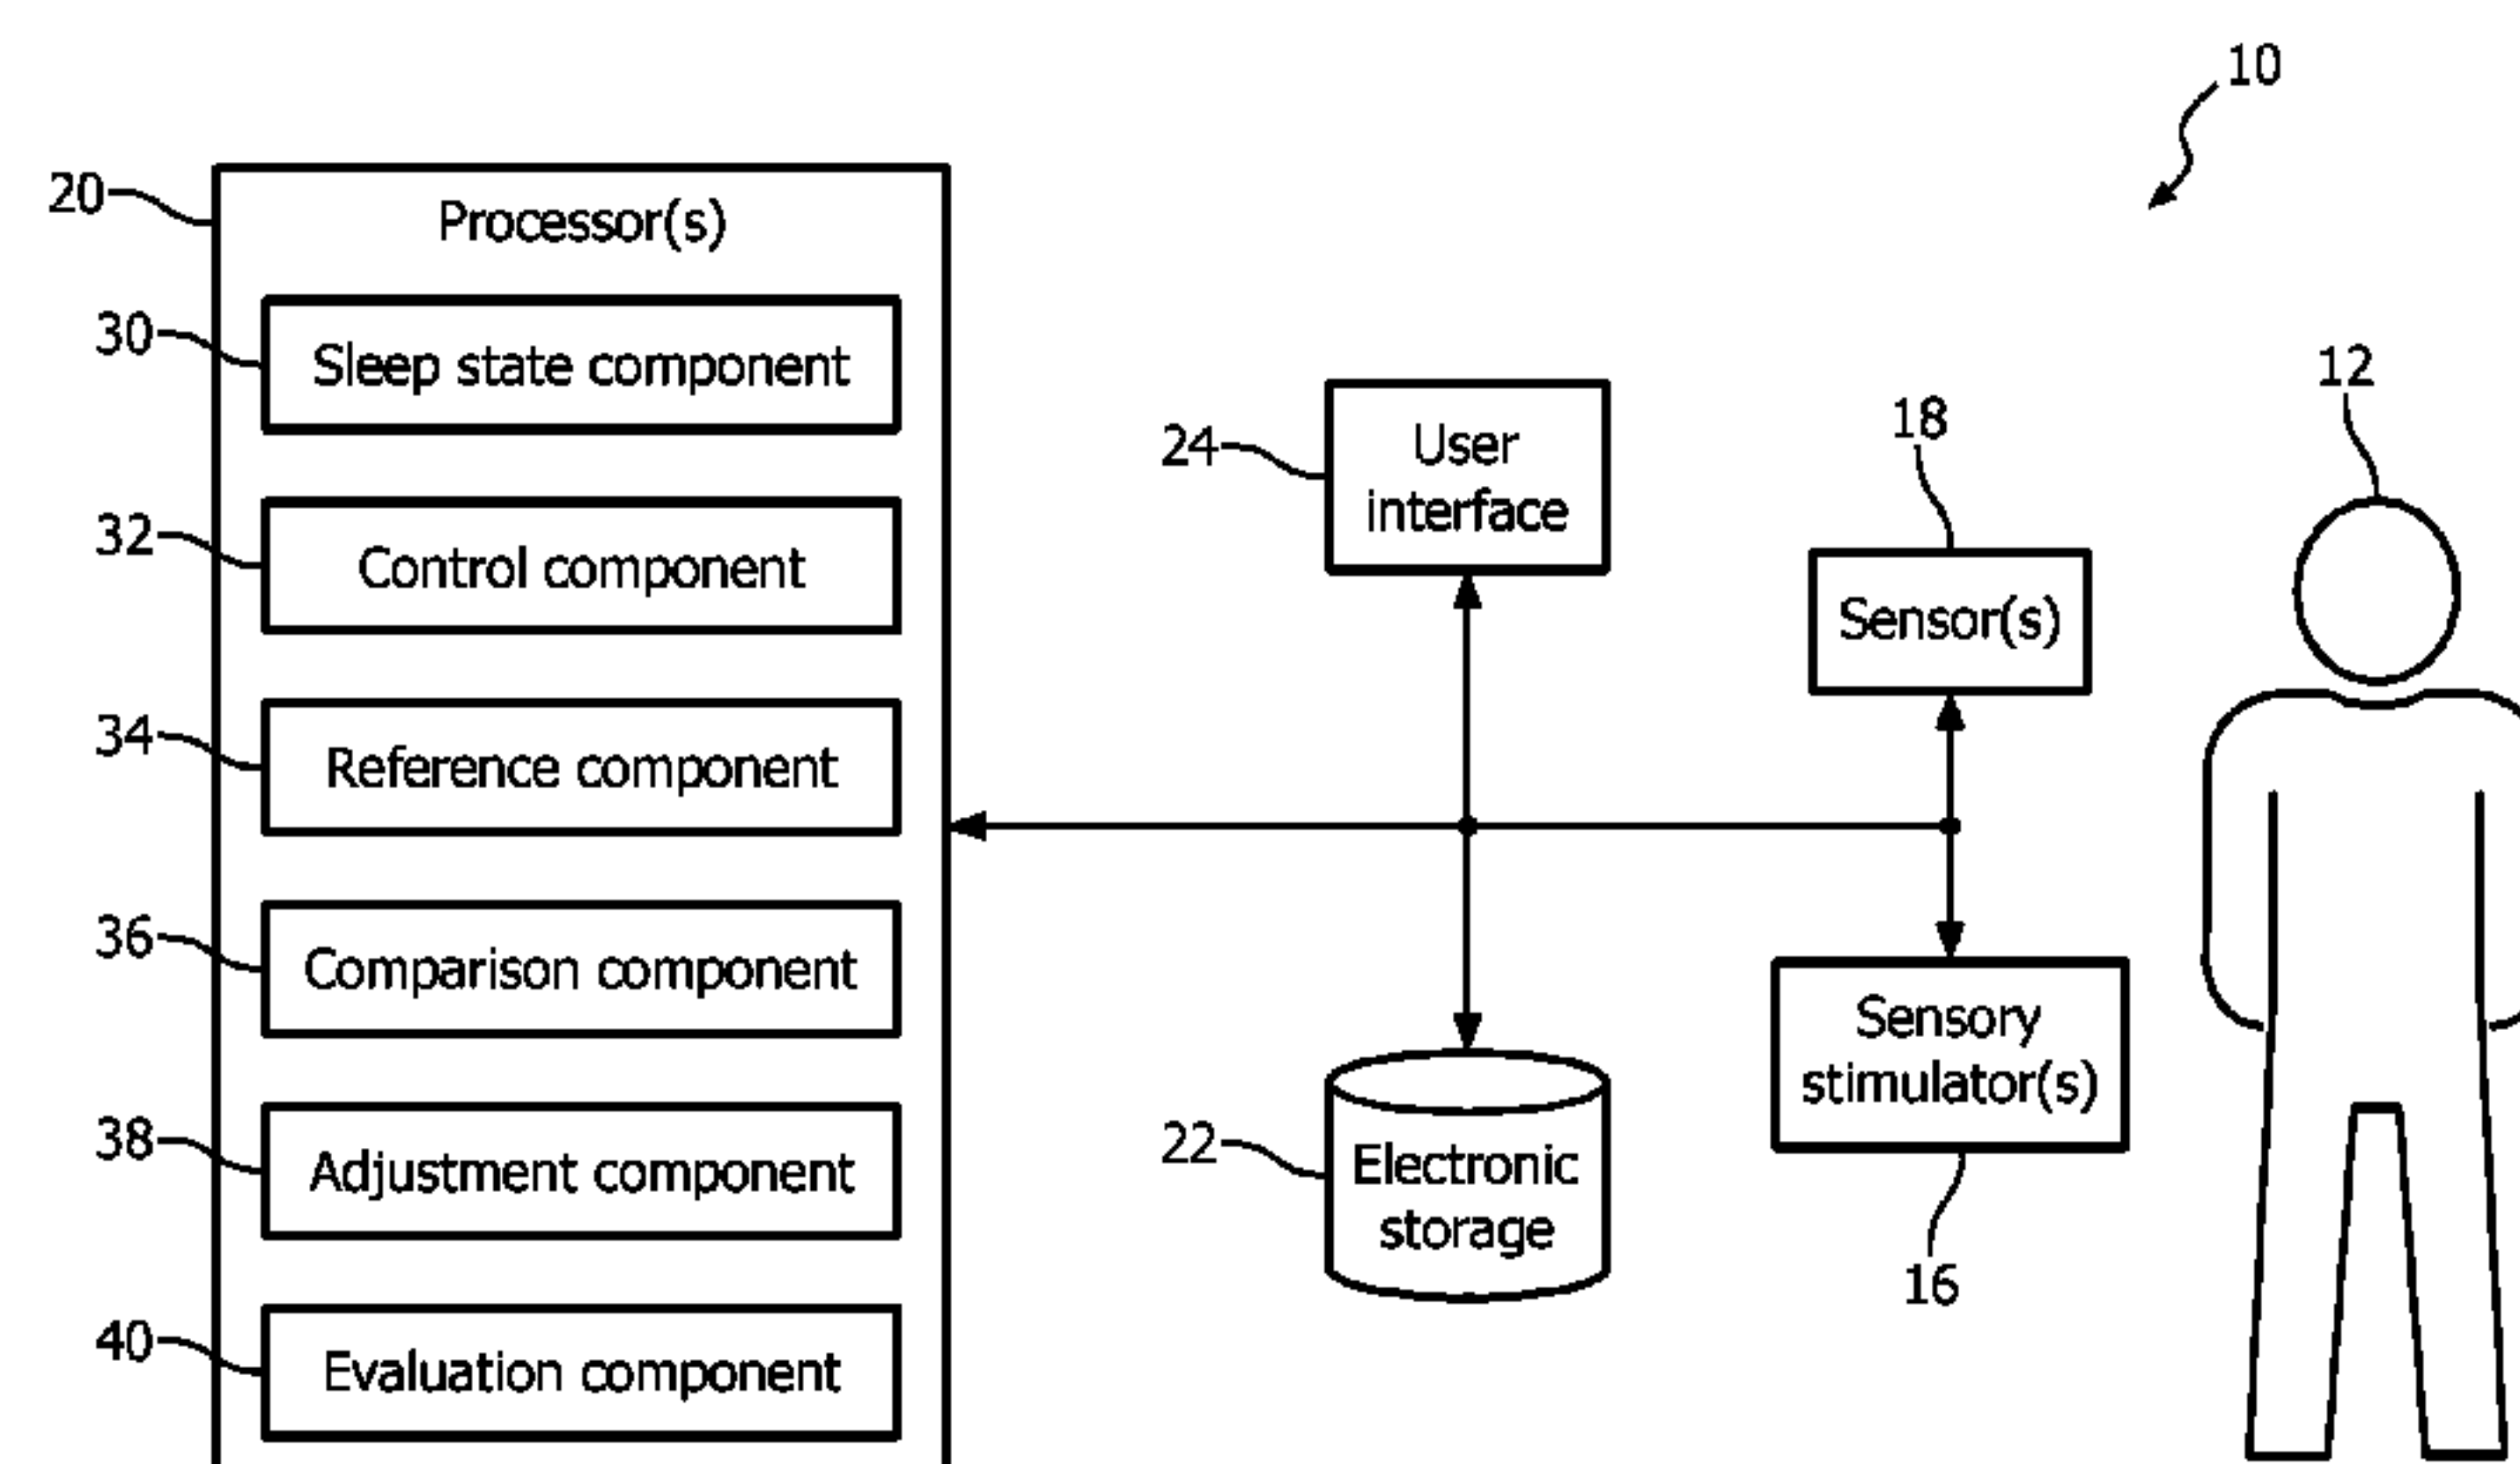 10
20
Processor(s)
30
Sleep state component
12
18
24
User
interface
32
Control component
Sensor(s)
34
Reference component
36
Comparison component
Sensory
stimulator(s)
38
Adjustment component
22
Electronic
storage
16
40
Evaluation component